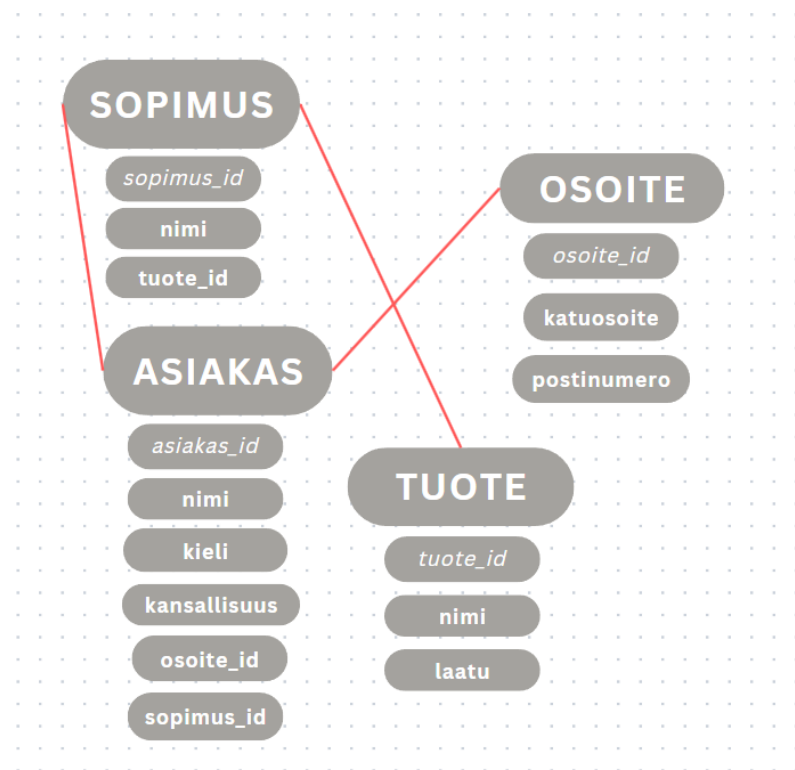 SOPIMUS
sopimus_id
nimi
tuote_id
ASIAKAS
asiakas_id
nimi
kieli
kansallisuus
osoite_id
sopimus_id
OSOITE
osoite_id
katuosoite
postinumero
TUOTE
tuote_id
nimi
laatu